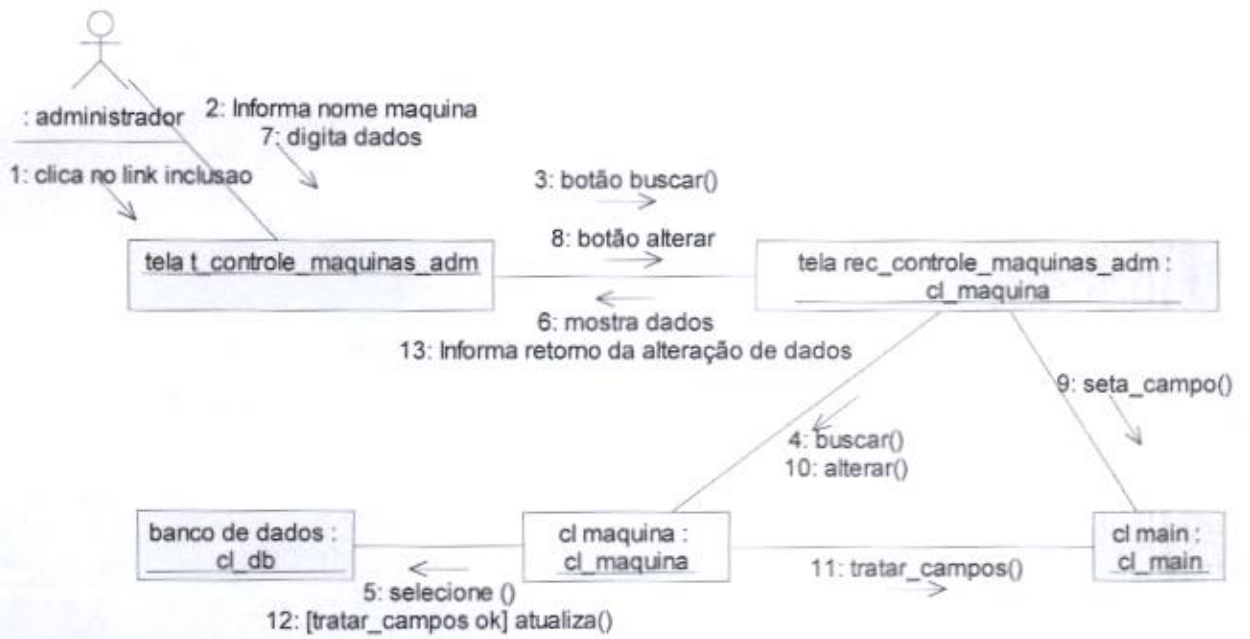 : administrador
2: Informa nome maquina
7: digita dados
1: clica no link inclusao
3: botão buscar()
8: botão alterar
tela t_controle_maquinas_adm
tela rec_controle_maquinas_adm :
cl_maquina
6: mostra dados
13: Informa retorno da alteração de dados
9: seta_campo()
4: buscar()
10: alterar()
banco de dados :
cl_db
cl maquina :
cl_maquina
cl main :
cl_main
11: tratar_campos()
5: selecione ()
12: [tratar_campos ok] atualiza()